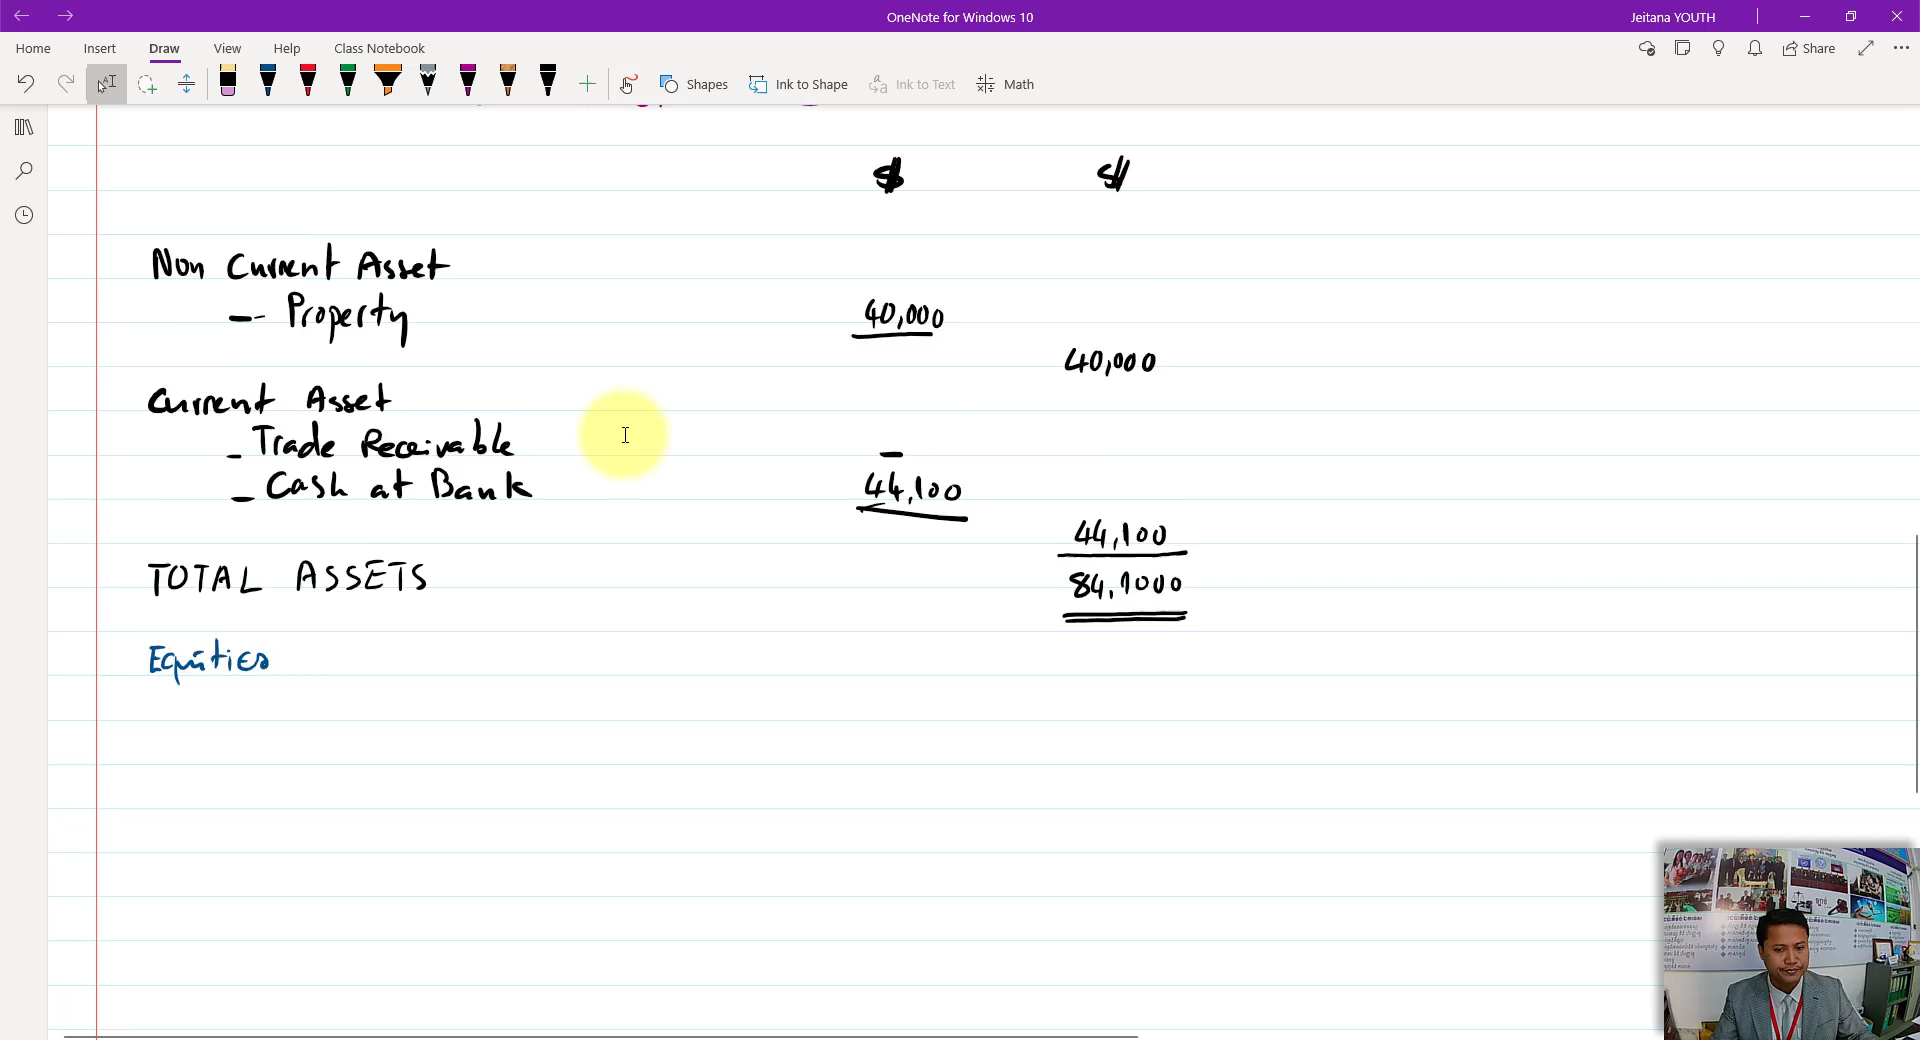 OneNote for Windows 10
Jeitana YOUTH
Home Insert Draw View Help Class Notebook
Share
Shapes Ink to Shape Ink to Text Math
$ $
Non Current Asset
- Property 40,000
40,000
Current Asset
- Trade Receivable -
- Cash at Bank 44,100
44,100
TOTAL ASSETS 84,1000
Equities